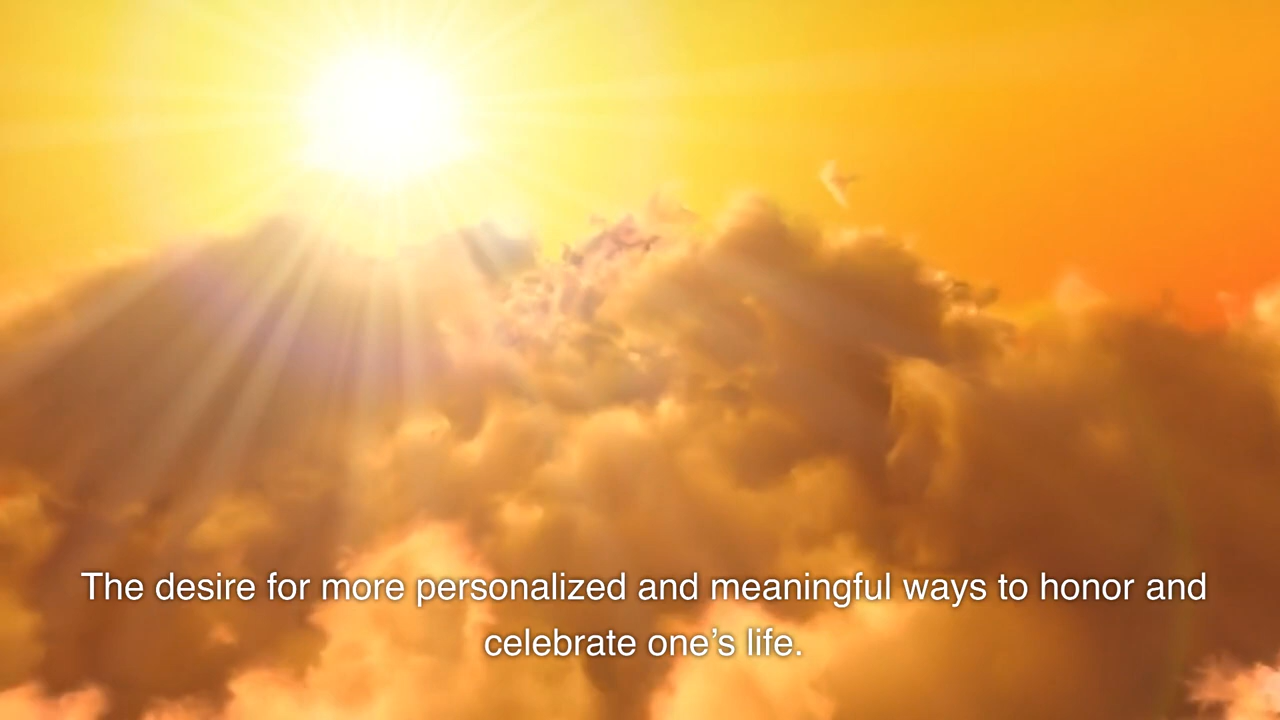 The desire for more personalized and meaningful ways to honor and
celebrate one’s life.